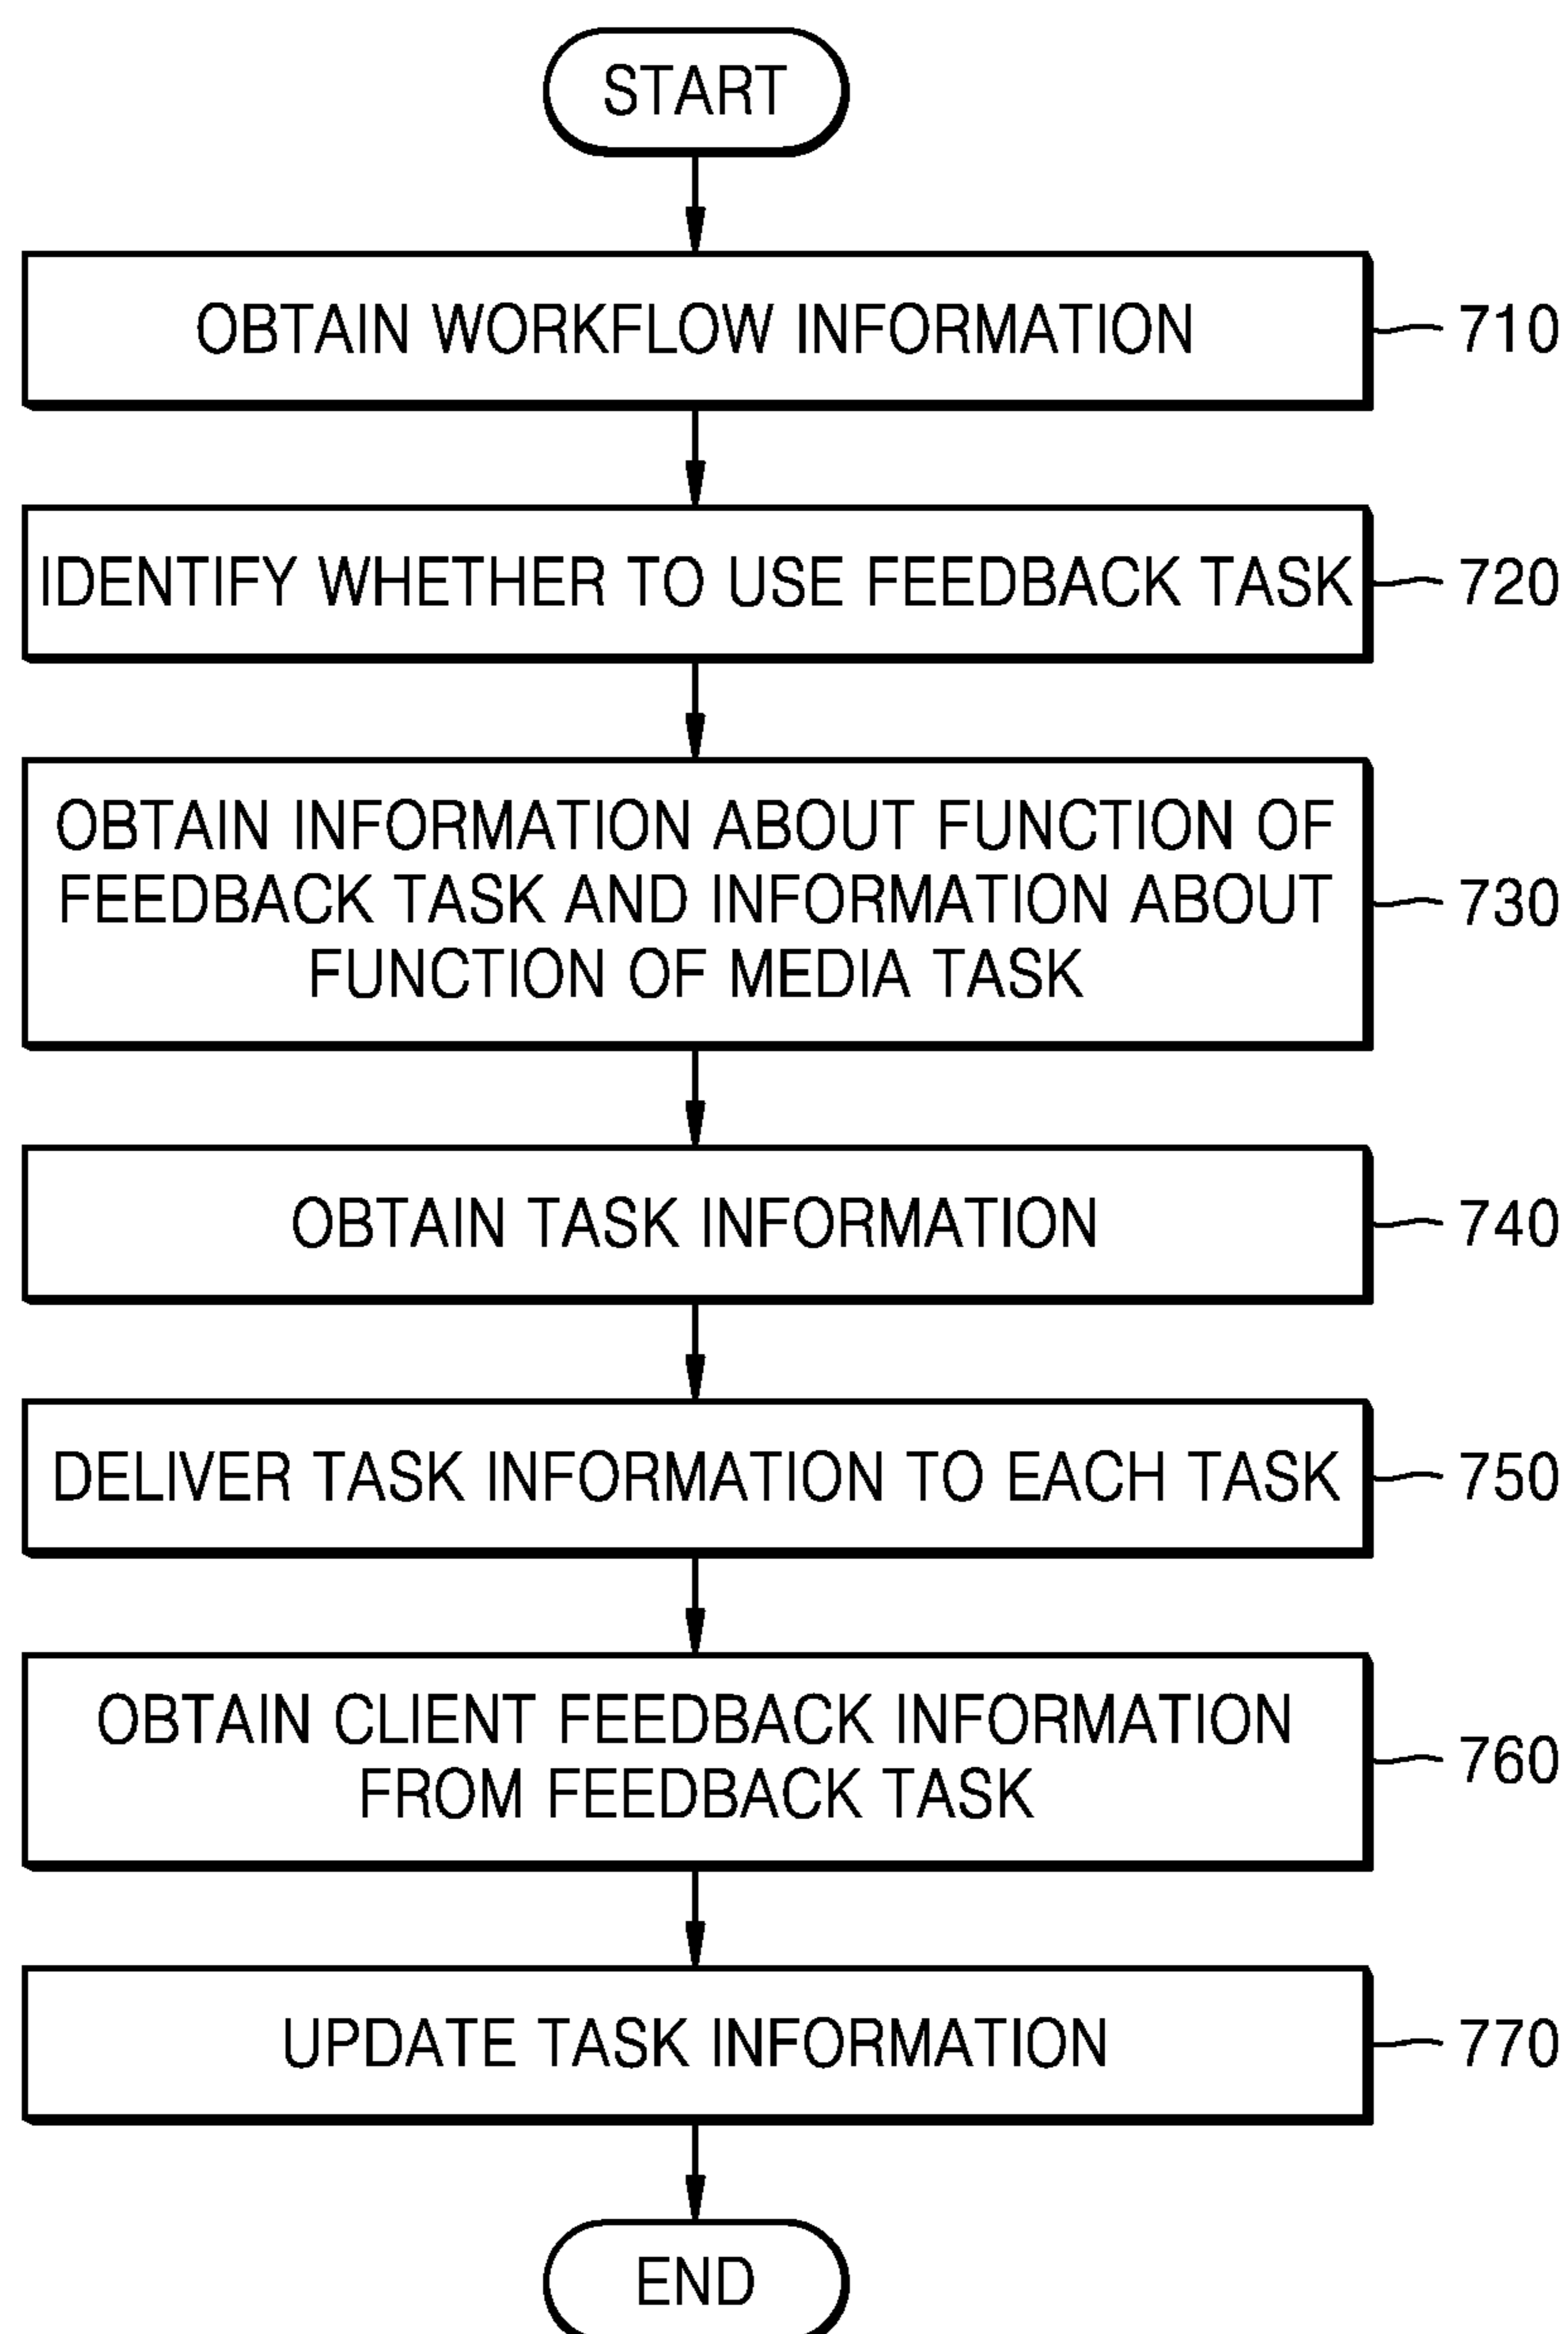 START
OBTAIN WORKFLOW INFORMATION
710
IDENTIFY WHETHER TO USE FEEDBACK TASK
720
OBTAIN INFORMATION ABOUT FUNCTION OF
FEEDBACK TASK AND INFORMATION ABOUT
FUNCTION OF MEDIA TASK
730
OBTAIN TASK INFORMATION
740
DELIVER TASK INFORMATION TO EACH TASK
750
OBTAIN CLIENT FEEDBACK INFORMATION
FROM FEEDBACK TASK
760
UPDATE TASK INFORMATION
770
END